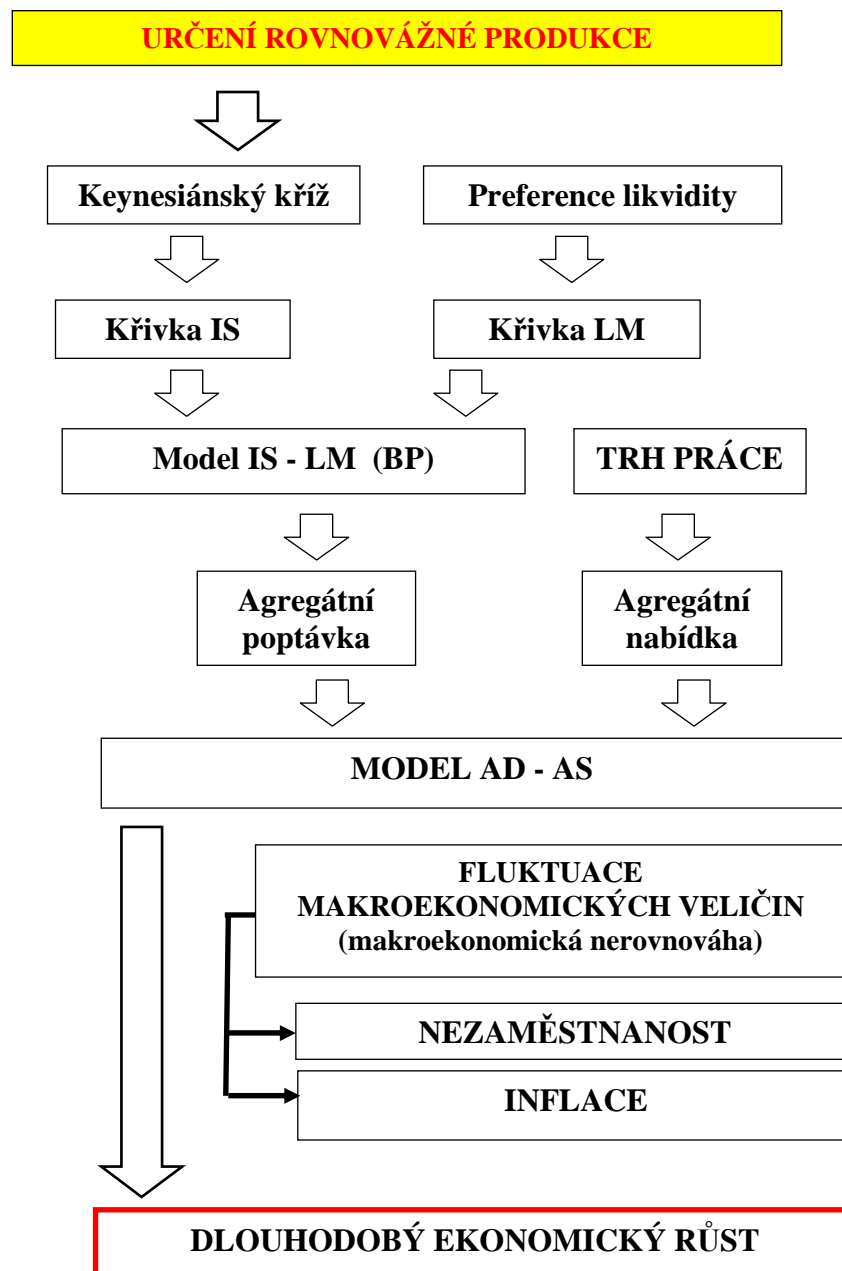 URČENÍ ROVNOVÁŽNÉ PRODUKCE
Keynesiánský kříž
Preference likvidity
Křivka IS
Křivka LM
Model IS - LM (BP)
TRH PRÁCE
Agregátní
poptávka
Agregátní
nabídka
MODEL AD - AS
FLUKTUACE
MAKROEKONOMICKÝCH VELIČIN
(makroekonomická nerovnováha)
NEZAMĚSTNANOST
INFLACE
DLOUHODOBÝ EKONOMICKÝ RŮST